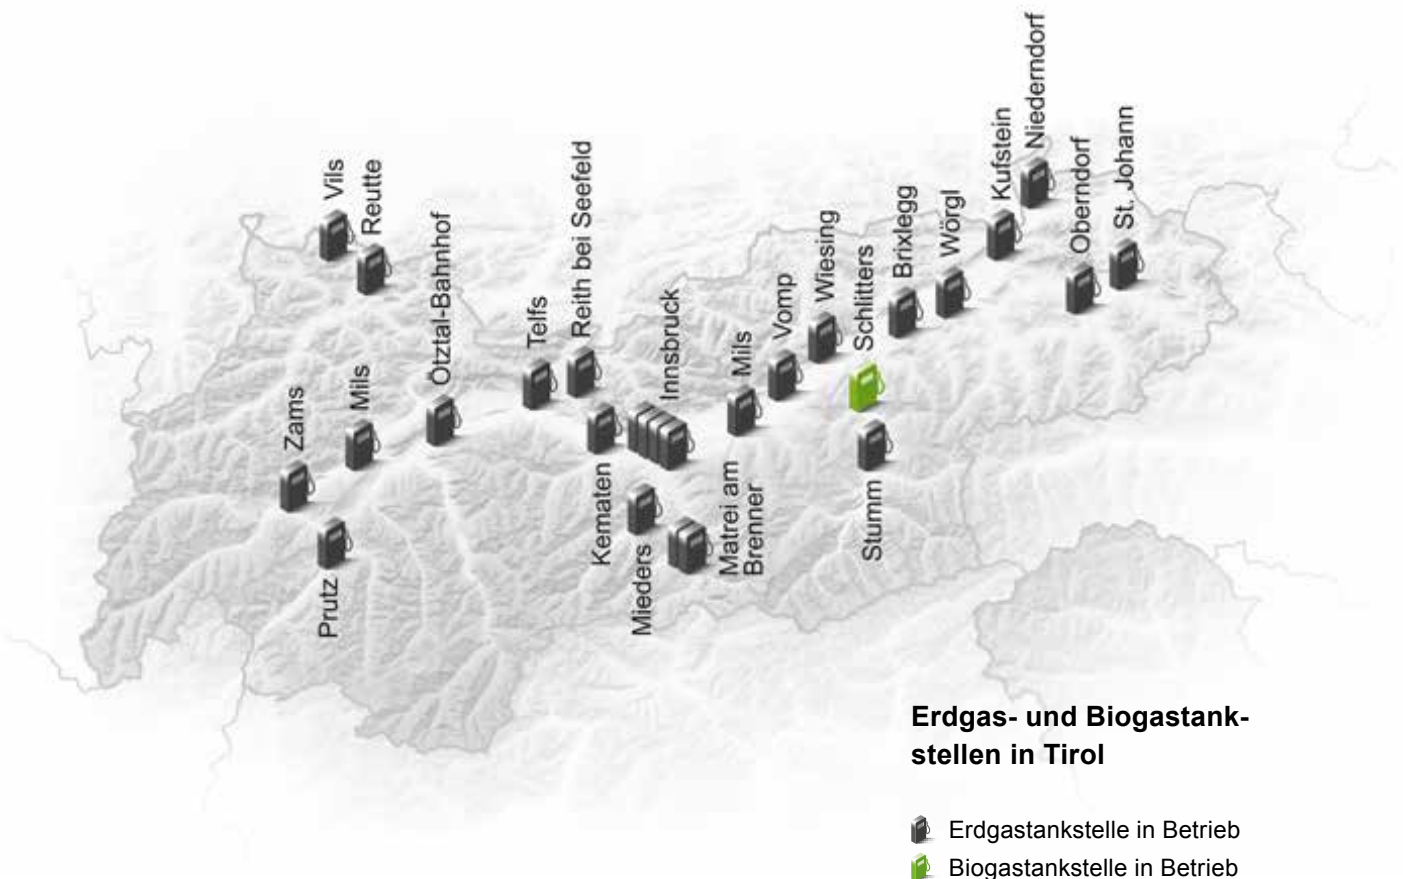 Niederndorf
Kufstein
St. Johann
Oberndorf
Vils
Reutte
Reith bei Seefeld
Ötztal-Bahnhof
Telfs
Innsbruck
Mils
Vomp
Wiesing
Schlitters
Brixlegg
Wörgl
Zams
Mils
Kematen
Matrei am
Brenner
Stumm
Prutz
Mieders
Erdgas- und Biogastank-
stellen in Tirol
Erdgastankstelle in Betrieb
Biogastankstelle in Betrieb